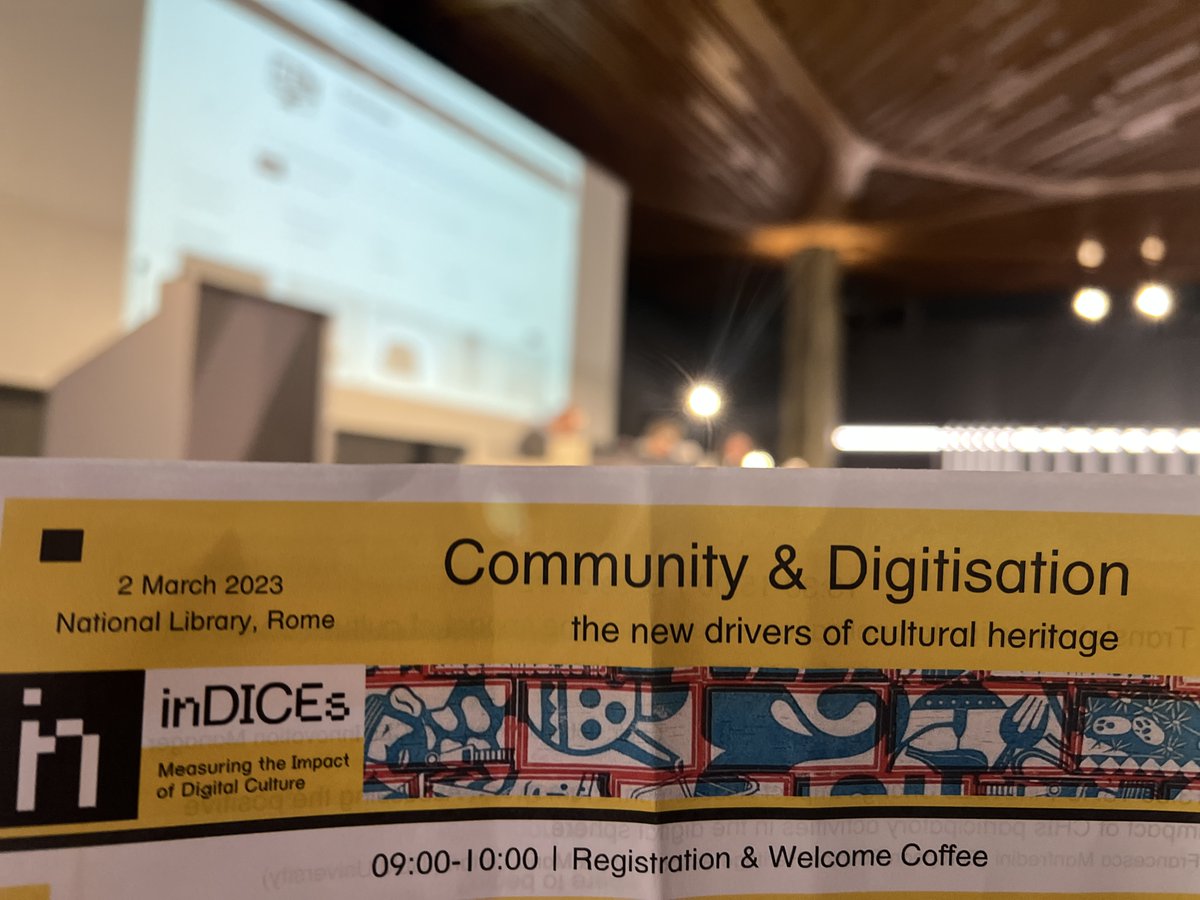 2 March 2023
National Library, Rome
Community & Digitisation
the new drivers of cultural heritage
inDICEs
Measuring the Impact
of Digital Culture
09:00-10:00 | Registration & Welcome Coffee